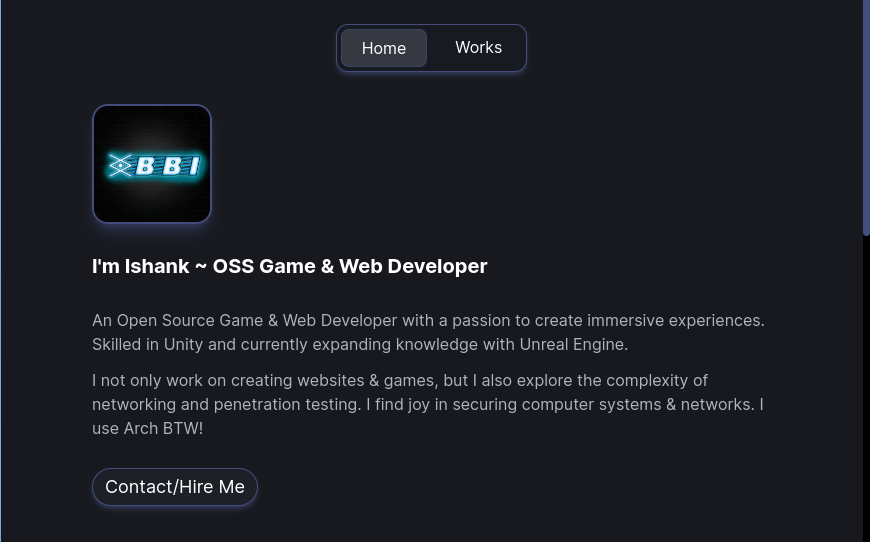 Home Works
BBI
I'm Ishank ~ OSS Game & Web Developer
An Open Source Game & Web Developer with a passion to create immersive experiences.
Skilled in Unity and currently expanding knowledge with Unreal Engine.
I not only work on creating websites & games, but I also explore the complexity of
networking and penetration testing. I find joy in securing computer systems & networks. I
use Arch BTW!
Contact/Hire Me